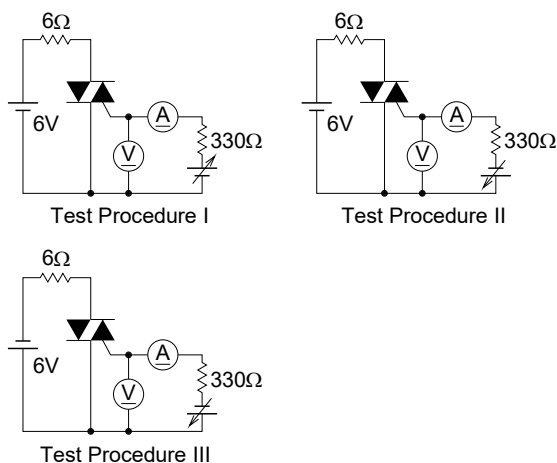 6Ω
6V
A
V
330Ω
Test Procedure I
6Ω
6V
A
V
330Ω
Test Procedure II
6Ω
6V
A
V
330Ω
Test Procedure III